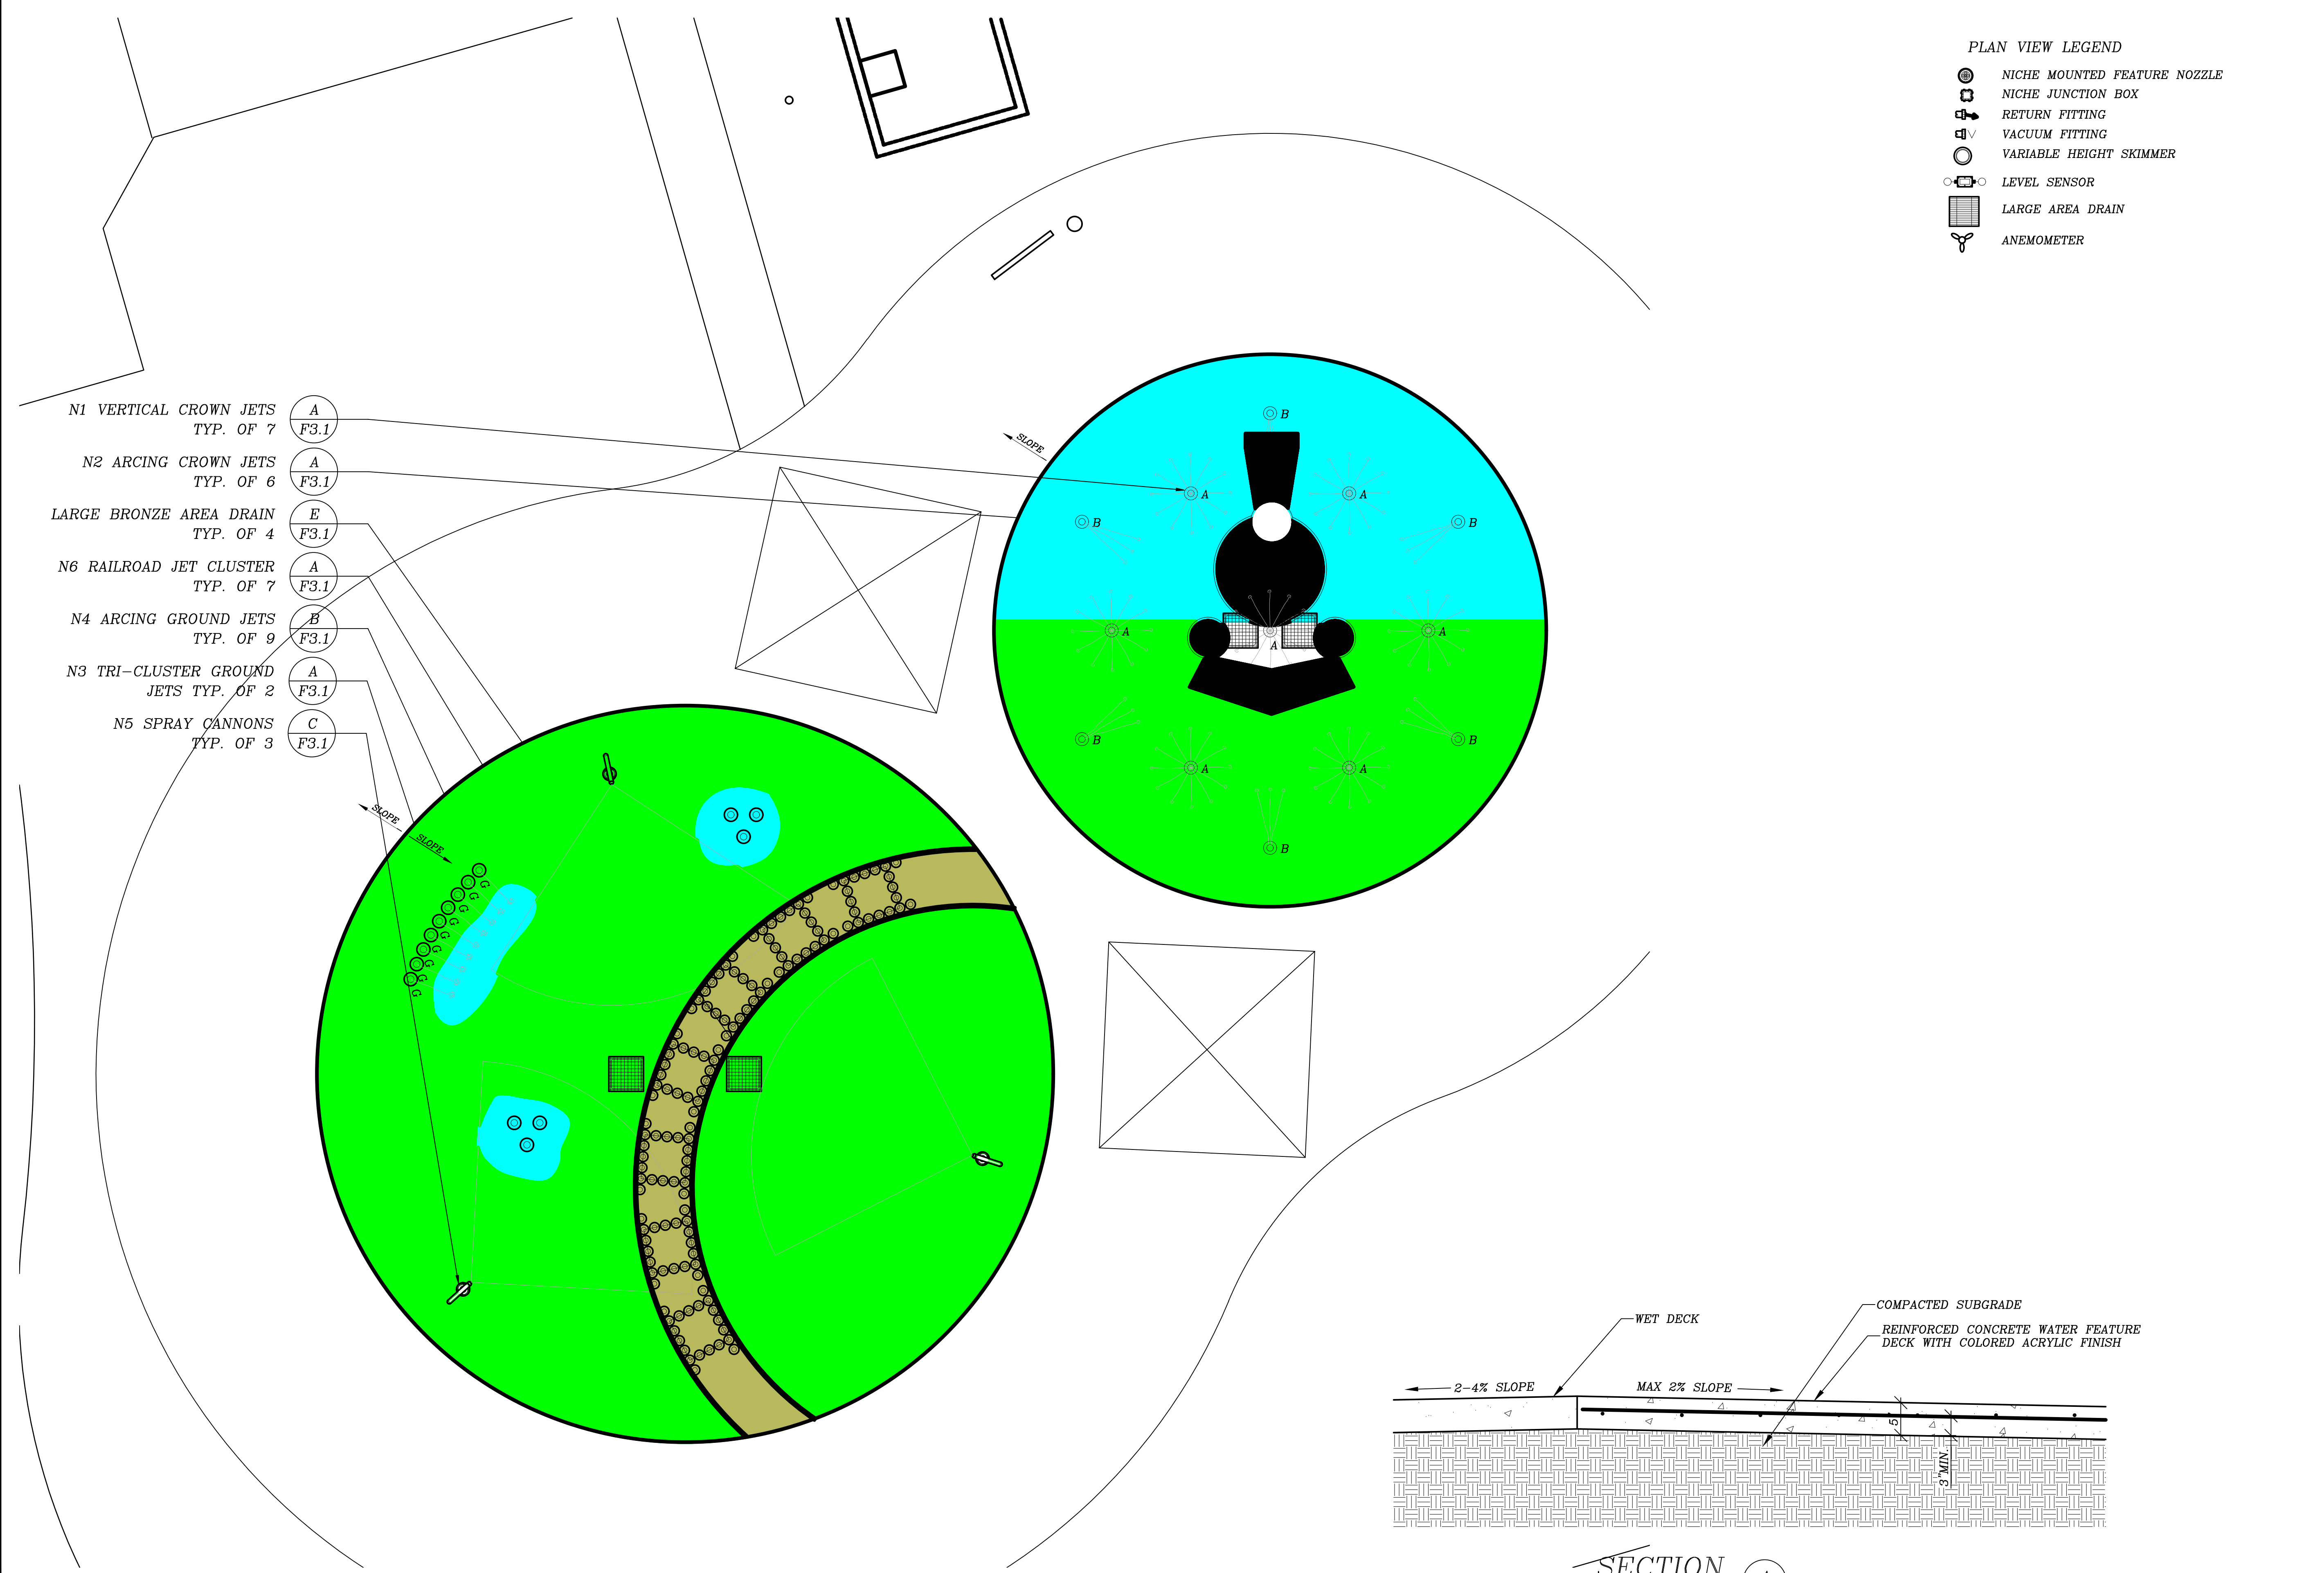 PLAN VIEW LEGEND
NICHE MOUNTED FEATURE NOZZLE
NICHE JUNCTION BOX
RETURN FITTING
VACUUM FITTING
VARIABLE HEIGHT SKIMMER
LEVEL SENSOR
LARGE AREA DRAIN
ANEMOMETER
N1 VERTICAL CROWN JETS
TYP. OF 7
A
F3.1
N2 ARCING CROWN JETS
TYP. OF 6
A
F3.1
LARGE BRONZE AREA DRAIN
TYP. OF 4
E
F3.1
N6 RAILROAD JET CLUSTER
TYP. OF 7
A
F3.1
N4 ARCING GROUND JETS
TYP. OF 9
B
F3.1
N3 TRI-CLUSTER GROUND
JETS TYP. OF 2
A
F3.1
N5 SPRAY CANNONS
TYP. OF 3
C
F3.1
SLOPE
B
A
A
B
B
A
A
A
B
B
A
A
B
SLOPE
SLOPE
G
G
G
G
G
G
G
G
G
COMPACTED SUBGRADE
WET DECK
REINFORCED CONCRETE WATER FEATURE
DECK WITH COLORED ACRYLIC FINISH
2-4% SLOPE
MAX 2% SLOPE
5"
3"MIN.
SECTION